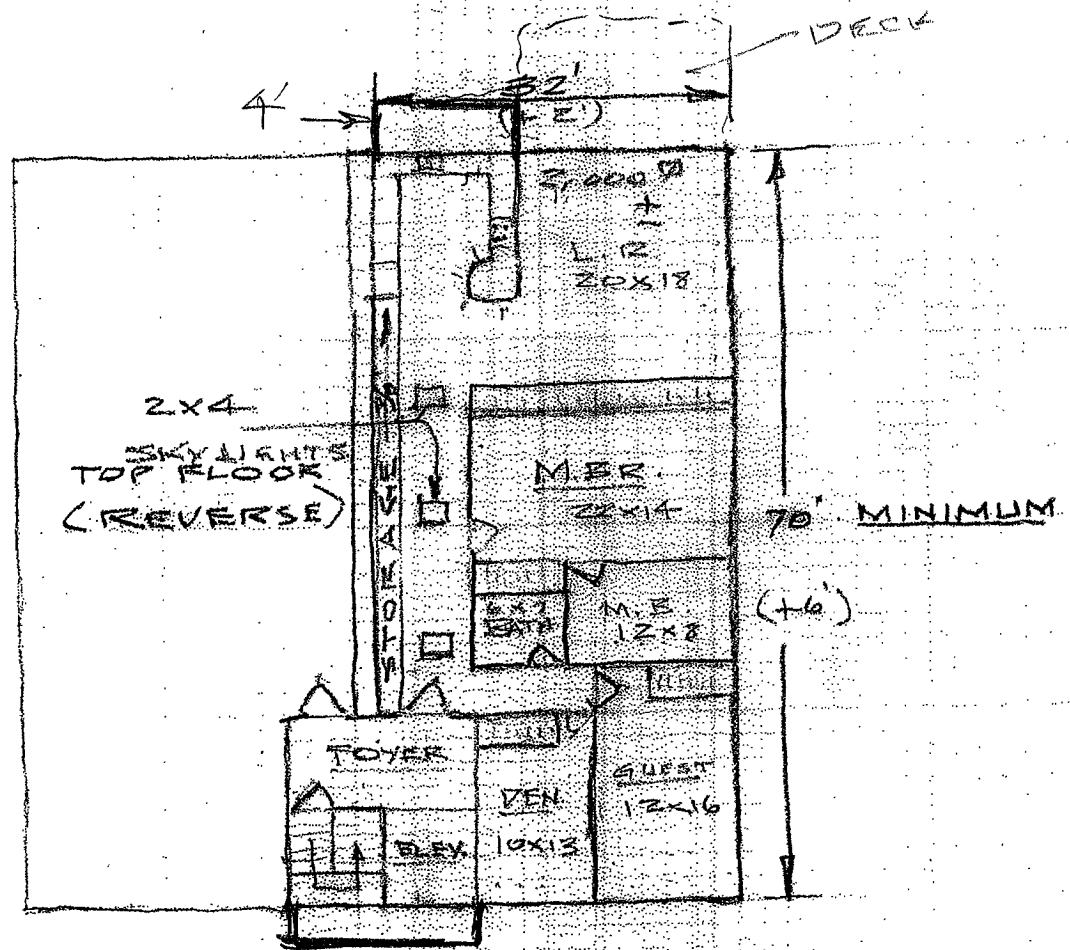 DECK
32'
4'
(+2')
2,000
±
L.R
20x18
2x4
SKYLIGHTS
TOP FLOOR
(REVERSE)
M.BR.
22x14
70' MINIMUM
(+6')
BATH
12x8
FOYER
GUEST
12x16
DEN
10x13
ELEV.